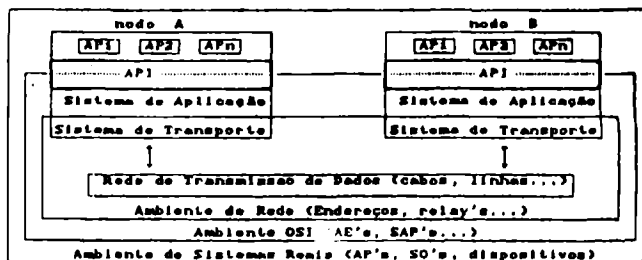 nodo A nodo B
AP1 AP2 APn AP1 AP2 APn
API API
Sistema de Aplicação Sistema de Aplicação
Sistema de Transporte Sistema de Transporte
Rede de Transmissao de Dados (cabos, linhas...)
Ambiente de Rede (Endereços, relay's...)
Ambiente OSI AE's, SAP's...)
Ambiente de Sistemas Reais (AP's, SO's, dispositivos)